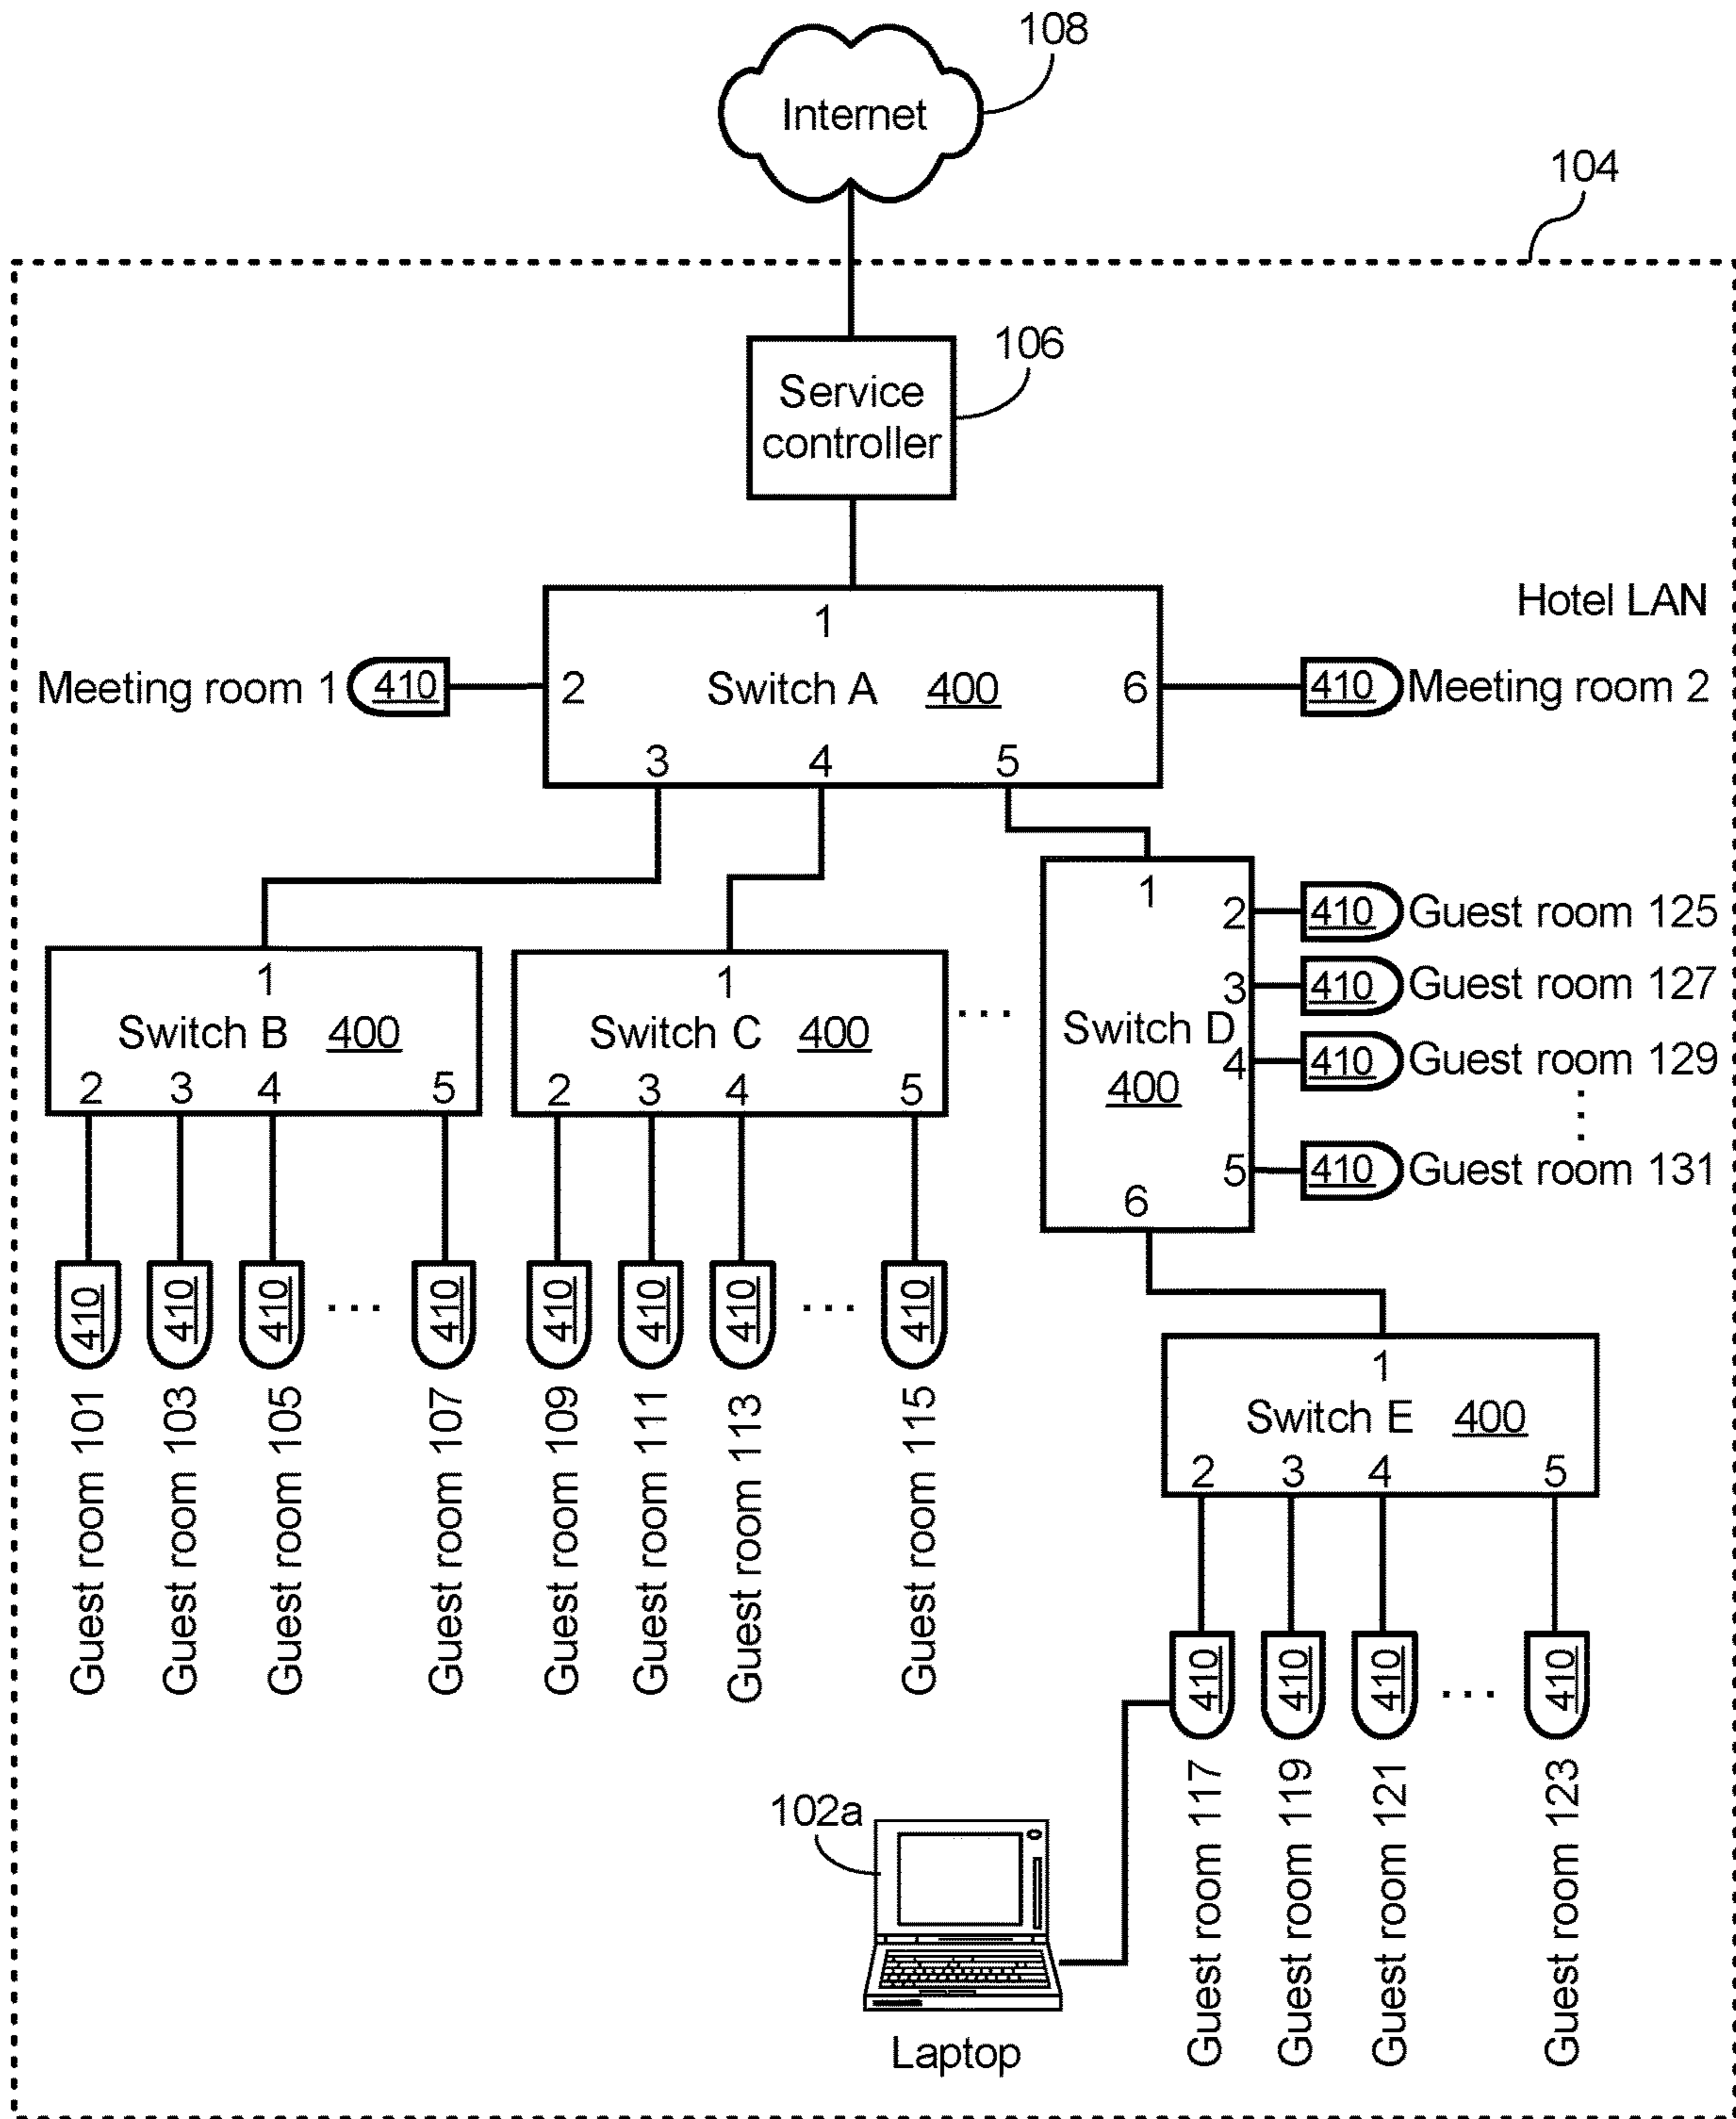 108
Internet
104
106
Service
controller
Hotel LAN
1
Meeting room 1 410 2 Switch A 400 6 410 Meeting room 2
3 4 5
1
2 410 Guest room 125
1
1
3 410 Guest room 127
...
Switch B 400
Switch C 400
Switch D
400
4 410 Guest room 129
...
2 3 4 5
2 3 4 5
5 410 Guest room 131
6
410 410 410 ... 410
410 410 410 ... 410
Guest room 101
Guest room 103
Guest room 105
Guest room 107
Guest room 109
Guest room 111
Guest room 113
Guest room 115
1
Switch E 400
2 3 4 5
410 410 410 ... 410
Guest room 117
Guest room 119
Guest room 121
Guest room 123
102a
Laptop